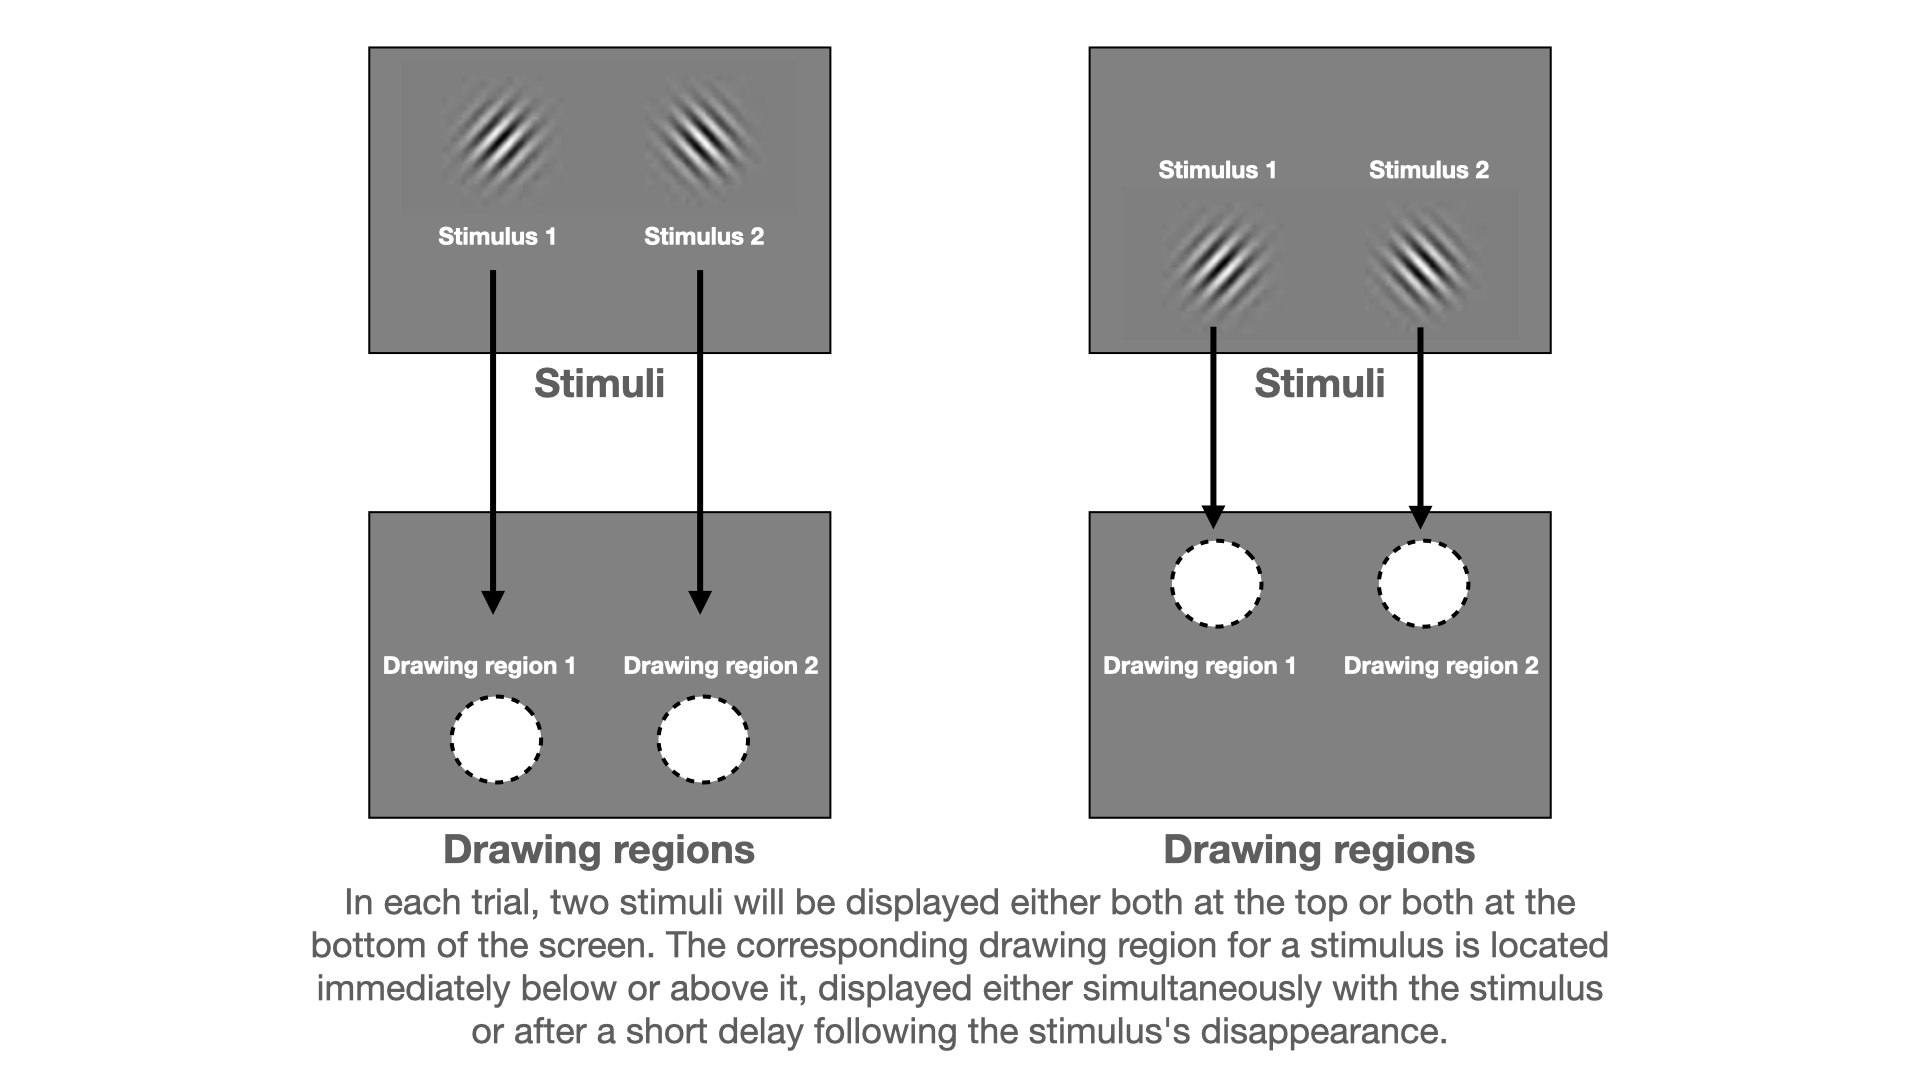 Stimulus 1
Stimulus 2
Stimuli
Drawing region 1
Drawing region 2
Drawing regions
Stimulus 1
Stimulus 2
Stimuli
Drawing region 1
Drawing region 2
Drawing regions
In each trial, two stimuli will be displayed either both at the top or both at the
bottom of the screen. The corresponding drawing region for a stimulus is located
immediately below or above it, displayed either simultaneously with the stimulus
or after a short delay following the stimulus's disappearance.